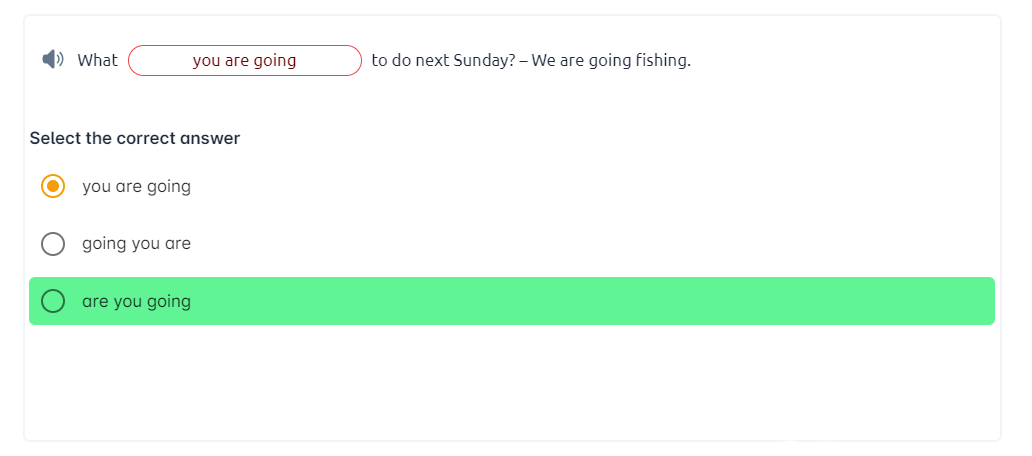 What you are going to do next Sunday? – We are going fishing.
Select the correct answer
you are going
going you are
are you going